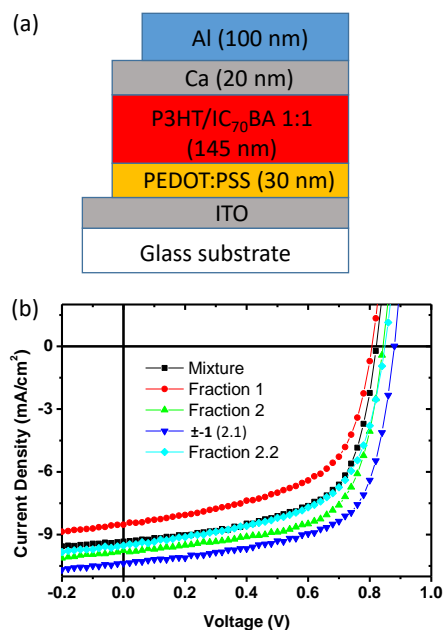 (a)
Al (100 nm)
Ca (20 nm)
P3HT/IC₇₀BA 1:1
(145 nm)
PEDOT:PSS (30 nm)
ITO
Glass substrate
(b)
0
-3
-6
-9
Current Density (mA/cm²)
Mixture
Fraction 1
Fraction 2
±-1 (2.1)
Fraction 2.2
-0.2 0.0 0.2 0.4 0.6 0.8 1.0
Voltage (V)